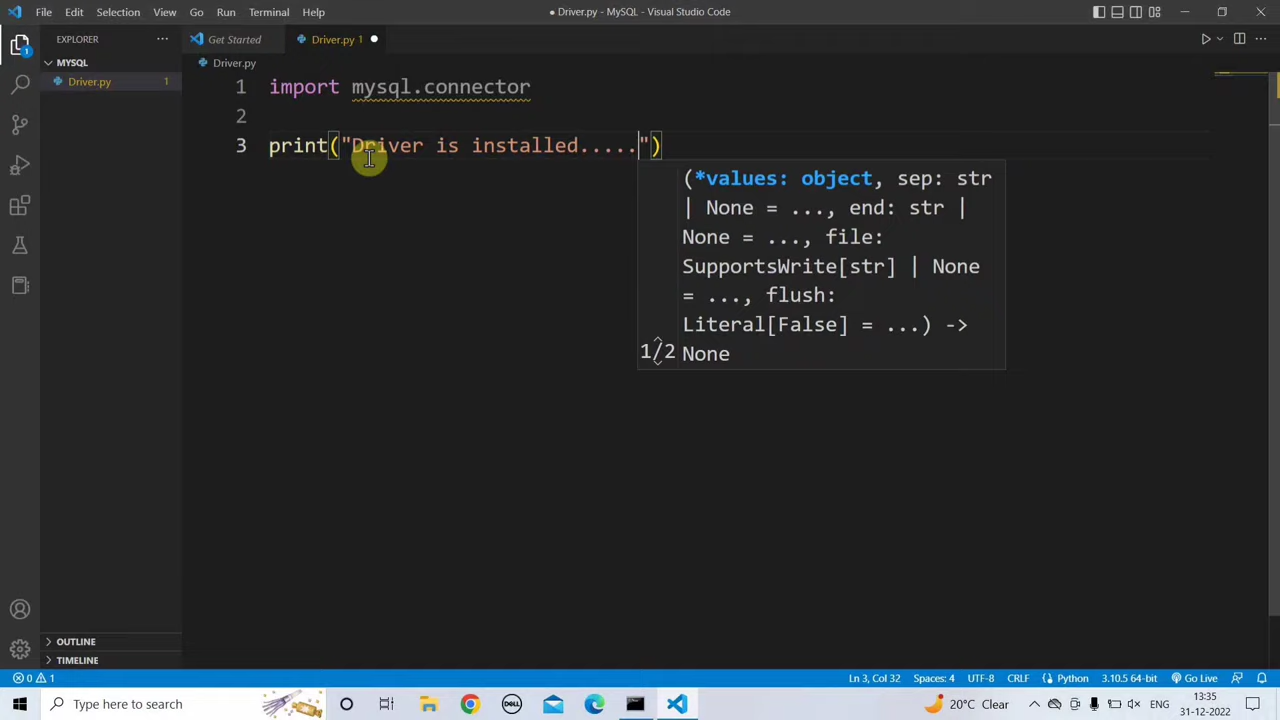 File Edit Selection View Go Run Terminal Help
● Driver.py - MySQL - Visual Studio Code
EXPLORER ...
Get Started
Driver.py 1 ●
MYSQL
Driver.py
Driver.py 1
1
1 import mysql.connector
2
3 print("Driver is installed.....")
(*values: object, sep: str
| None = ..., end: str |
None = ..., file:
SupportsWrite[str] | None
= ..., flush:
Literal[False] = ...) ->
1/2 None
OUTLINE
TIMELINE
0 1
Ln 3, Col 32 Spaces: 4 UTF-8 CRLF Python 3.10.5 64-bit Go Live
Type here to search
DELL
20°C Clear
ENG
13:35
31-12-2022